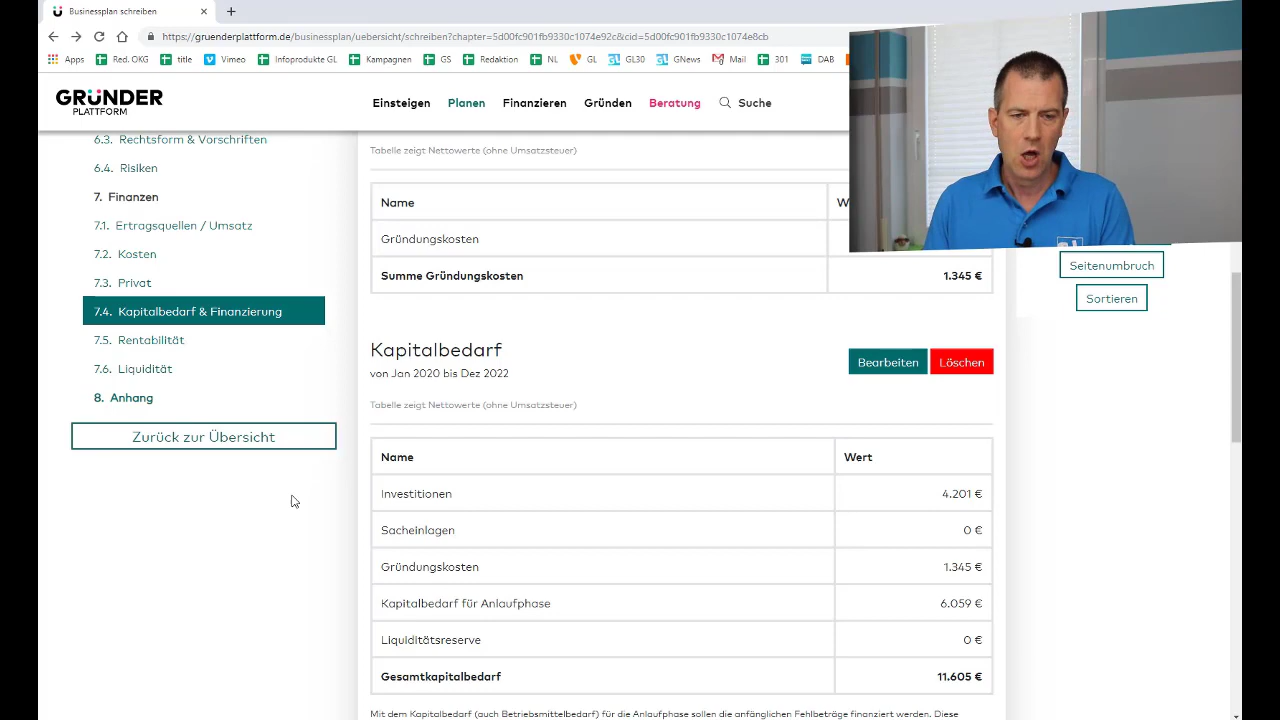 Businessplan schreiben
https://gruenderplattform.de/businessplan/uebersicht/schreiben?chapter=5d00fc901fb9330c1074e92c&cid=5d00fc901fb9330c1074e8cb
Apps Red. OKG title Vimeo Infoprodukte GL Kampagnen GS Redaktion NL GL GL30 GNews Mail 301 DAB
GRÜNDER
PLATTFORM
Einsteigen Planen Finanzieren Gründen Beratung Suche
6.3. Rechtsform & Vorschriften
6.4. Risiken
7. Finanzen
7.1. Ertragsquellen / Umsatz
7.2. Kosten
7.3. Privat
7.4. Kapitalbedarf & Finanzierung
7.5. Rentabilität
7.6. Liquidität
8. Anhang
Zurück zur Übersicht
Tabelle zeigt Nettowerte (ohne Umsatzsteuer)
Name
Gründungskosten
Summe Gründungskosten 1.345 €
Kapitalbedarf
von Jan 2020 bis Dez 2022
Bearbeiten Löschen
Tabelle zeigt Nettowerte (ohne Umsatzsteuer)
Name Wert
Investitionen 4.201 €
Sacheinlagen 0 €
Gründungskosten 1.345 €
Kapitalbedarf für Anlaufphase 6.059 €
Liquiditätsreserve 0 €
Gesamtkapitalbedarf 11.605 €
Mit dem Kapitalbedarf (auch Betriebsmittelbedarf) für die Anlaufphase sollen die anfänglichen Fehlbeträge finanziert werden. Diese
Seitenumbruch
Sortieren